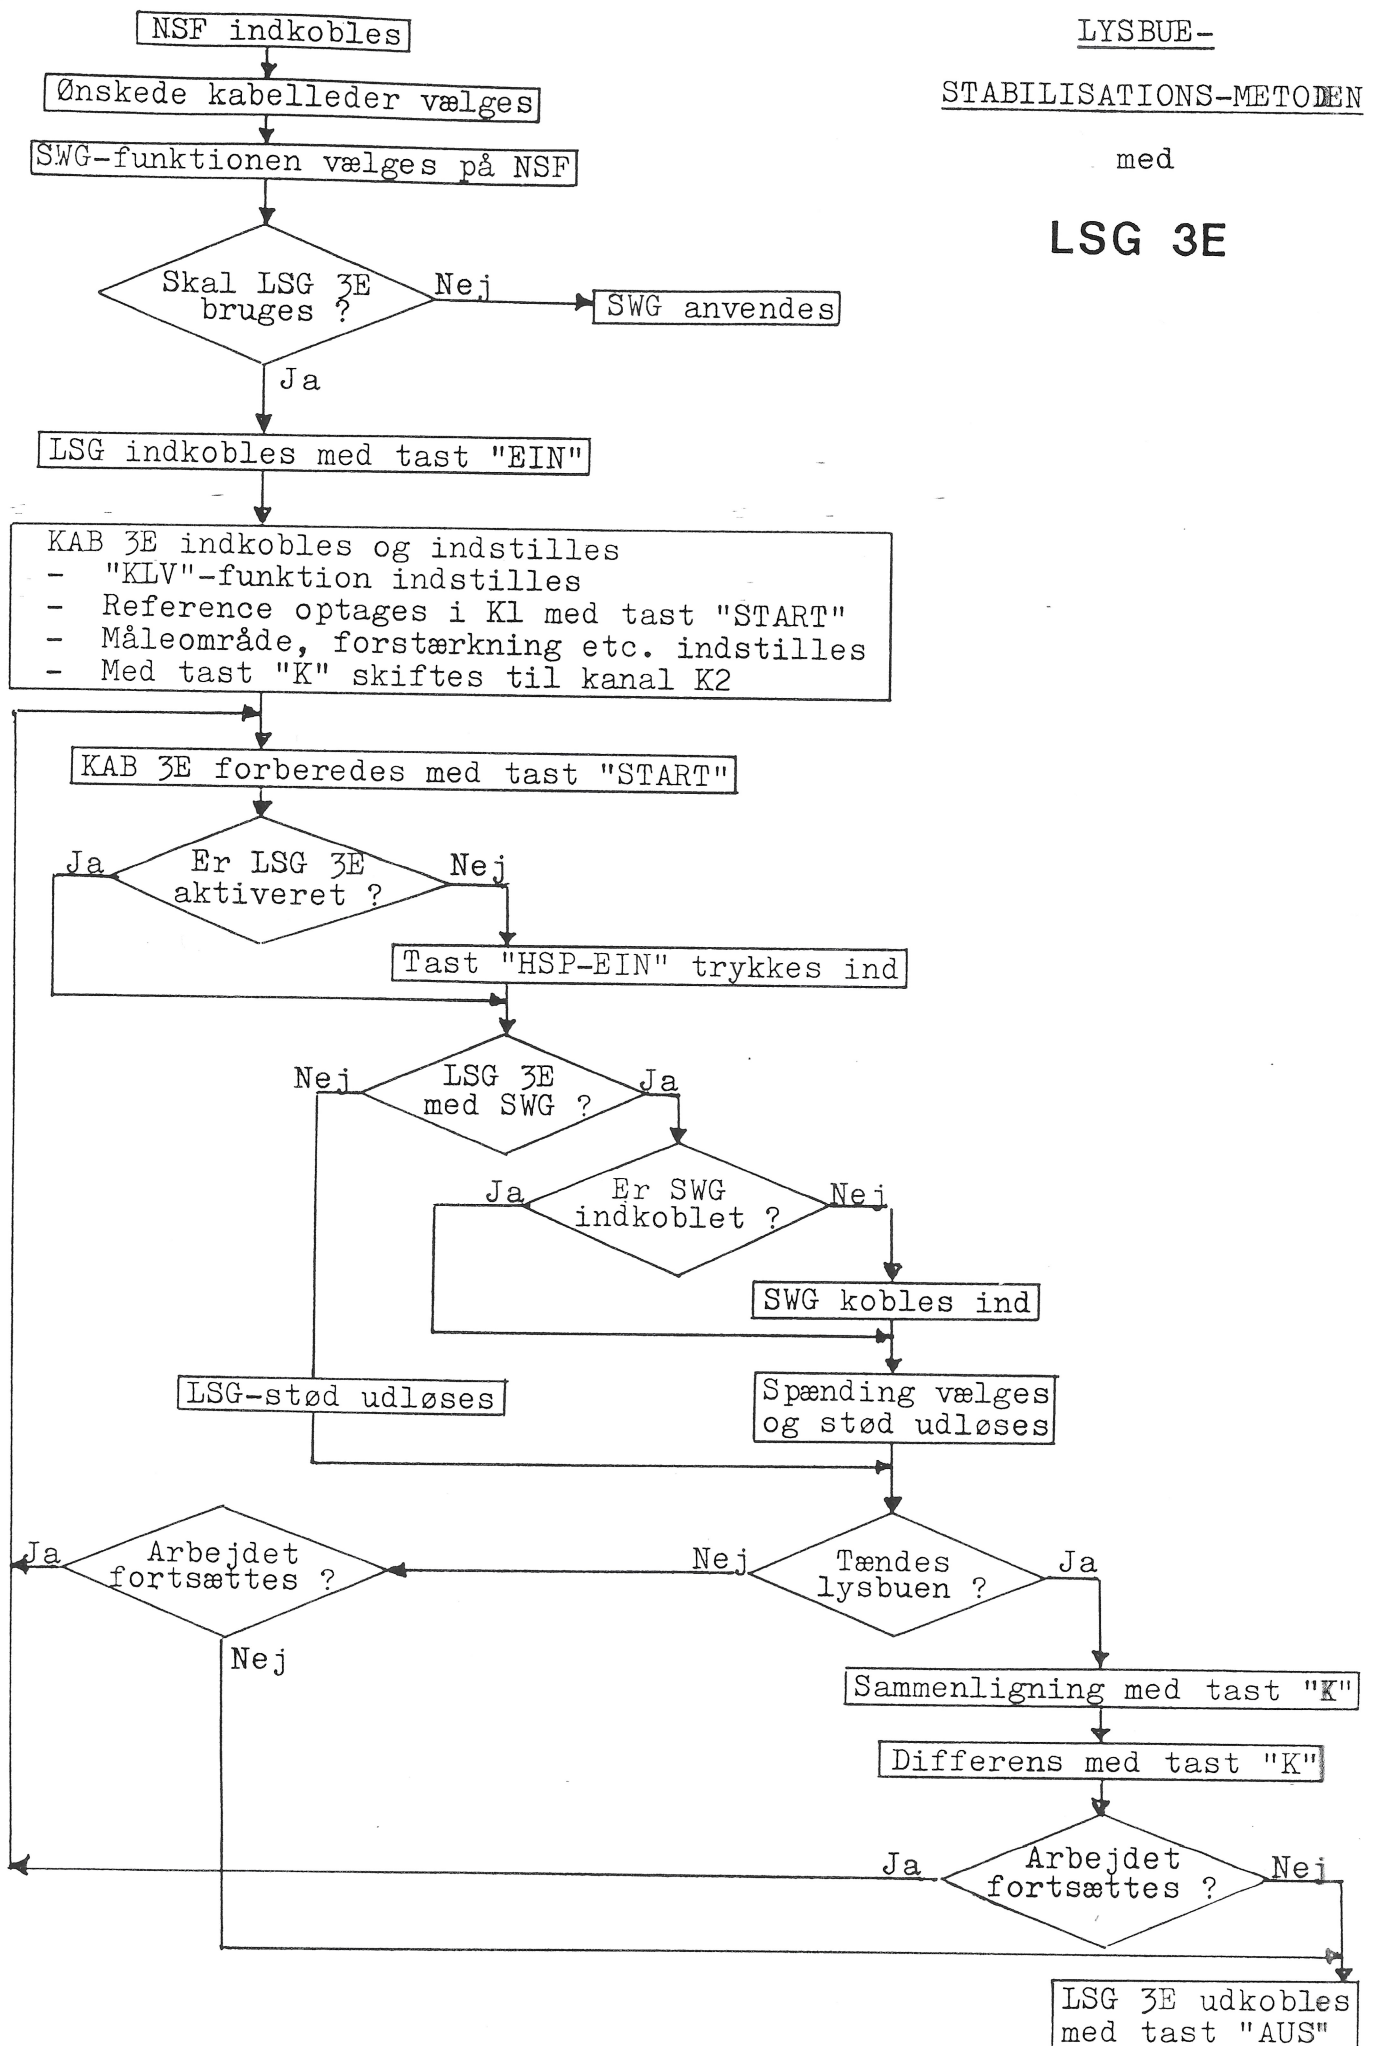 NSF indkobles
Ønskede kabelleder vælges
SWG-funktionen vælges på NSF
LYSBUE-
STABILISATIONS-METODEN
med
LSG 3E
Skal LSG 3E
bruges ?
Nej
SWG anvendes
Ja
LSG indkobles med tast "EIN"
KAB 3E indkobles og indstilles
- "KLV"-funktion indstilles
- Reference optages i K1 med tast "START"
- Måleområde, forstærkning etc. indstilles
- Med tast "K" skiftes til kanal K2
KAB 3E forberedes med tast "START"
Ja
Er LSG 3E
aktiveret ?
Nej
Tast "HSP-EIN" trykkes ind
Nej
LSG 3E
med SWG ?
Ja
Ja
Er SWG
indkoblet ?
Nej
SWG kobles ind
LSG-stød udløses
Spænding vælges
og stød udløses
Ja
Arbejdet
fortsættes ?
Nej
Nej
Tændes
lysbuen ?
Ja
Sammenligning med tast "K"
Differens med tast "K"
Ja
Arbejdet
fortsættes ?
Nej
LSG 3E udkobles
med tast "AUS"